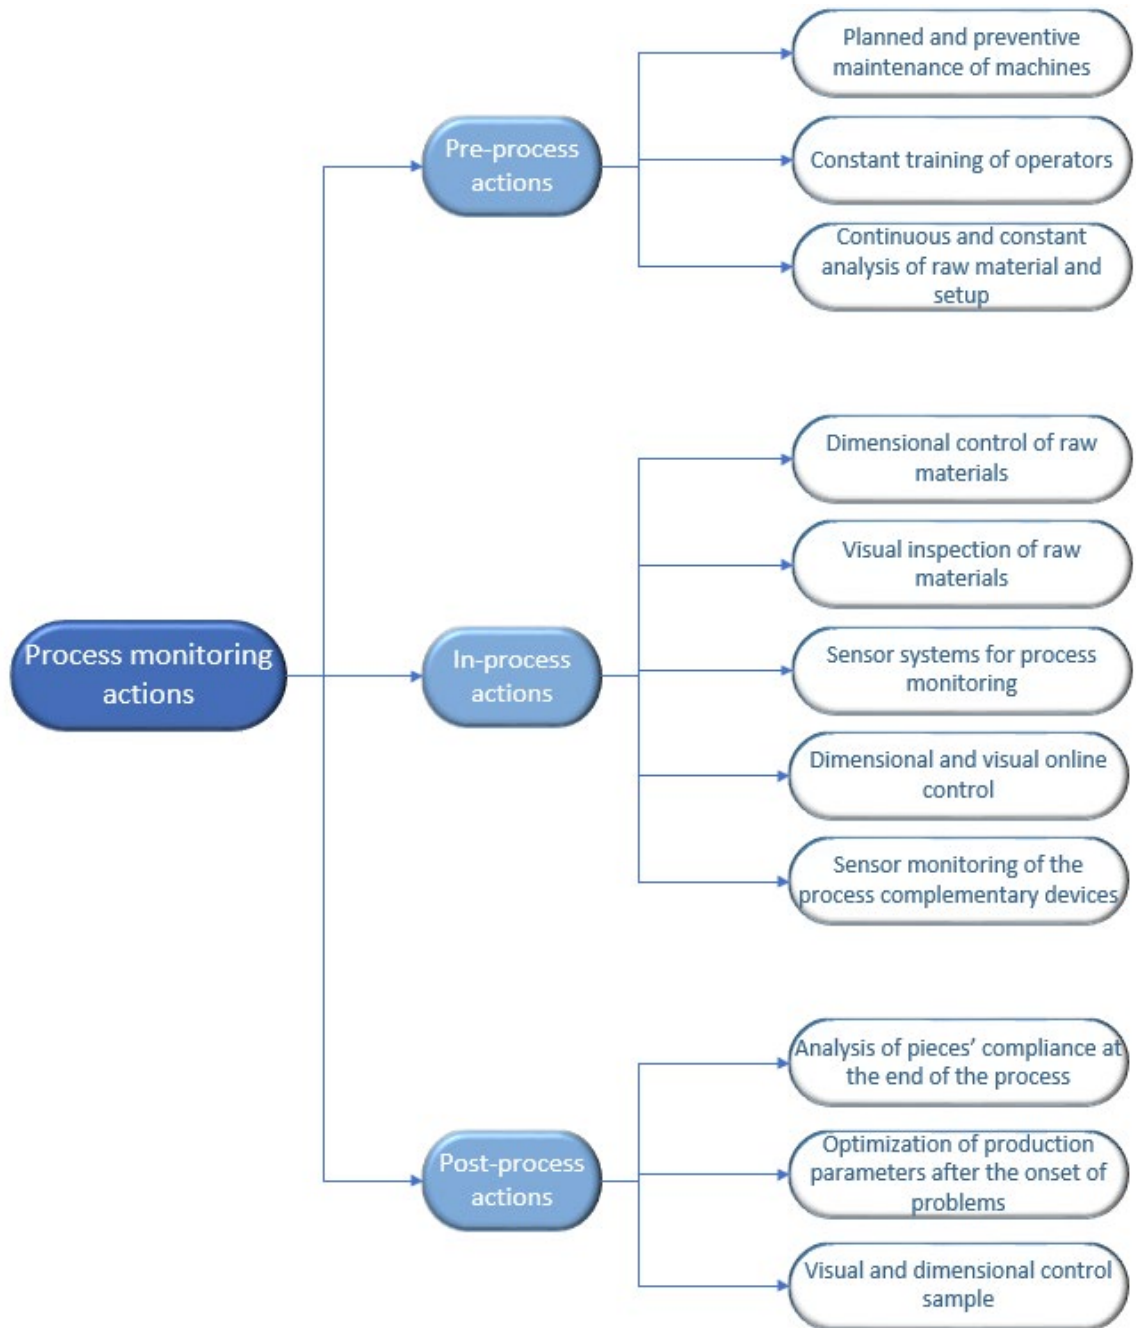 Process monitoring
actions
Pre-process
actions
Planned and preventive
maintenance of machines
Constant training of operators
Continuous and constant
analysis of raw material and
setup
In-process
actions
Dimensional control of raw
materials
Visual inspection of raw
materials
Sensor systems for process
monitoring
Dimensional and visual online
control
Sensor monitoring of the
process complementary devices
Post-process
actions
Analysis of pieces’ compliance at
the end of the process
Optimization of production
parameters after the onset of
problems
Visual and dimensional control
sample